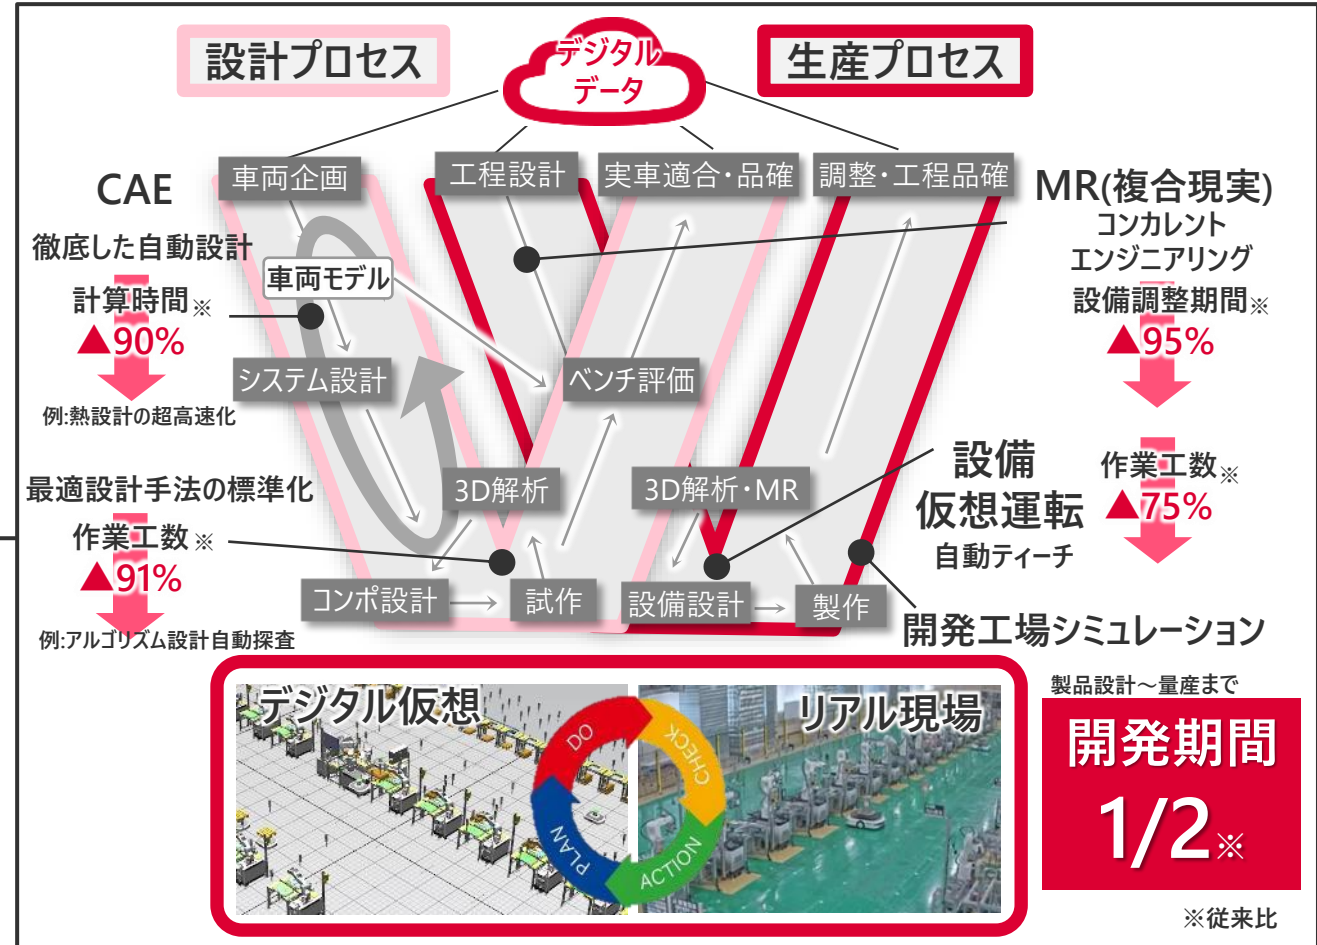 設計プロセス
デジタル
データ
生産プロセス
車両企画
工程設計
実車適合・品確
調整・工程品確
CAE
徹底した自動設計
計算時間※
▲90%
例:熱設計の超高速化
最適設計手法の標準化
作業工数※
▲91%
例:アルゴリズム設計自動探査
車両モデル
システム設計
ベンチ評価
3D解析
3D解析・MR
コンポ設計
試作
設備設計
製作
MR(複合現実)
コンカレント
エンジニアリング
設備調整期間※
▲95%
設備
仮想運転
自動ティーチ
作業工数※
▲75%
開発工場シミュレーション
デジタル仮想
リアル現場
DO
CHECK
PLAN
ACTION
製品設計～量産まで
開発期間
1/2※
※従来比